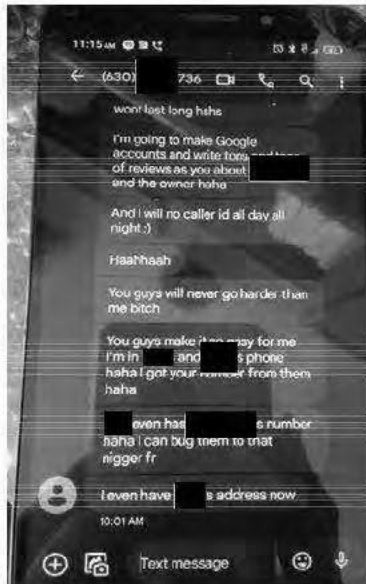 11:15 AM
(630) 736
wont last long haha
I'm going to make Google
accounts and write tons and tons
of reviews as you about
and the owner haha
And I will no caller id all day all
night :)
Haahhaah
You guys will never go harder than
me bitch
You guys make it so easy for me
I'm in and s phone
haha I got your number from them
haha
even has s number
haha I can bug them to that
nigger fr
I even have s address now
10:01 AM
Text message